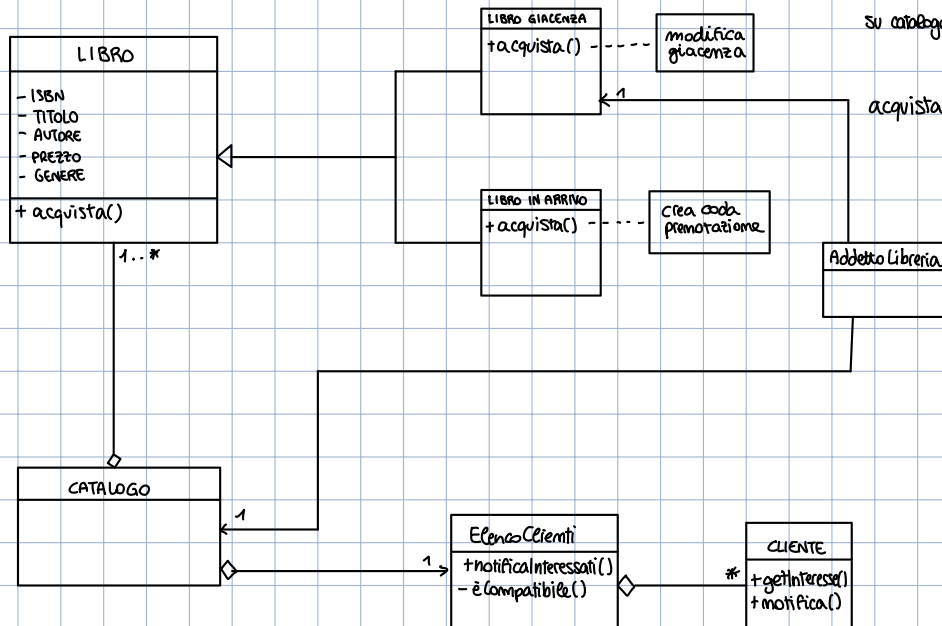 LIBRO
- ISBN
- TITOLO
- AUTORE
- PREZZO
- GENERE
+ acquista()
1..*
LIBRO GIACENZA
+acquista()
modifica
giacenza
su catalogo
1
acquista
LIBRO IN ARRIVO
+acquista()
crea coda
prenotazione
Addetto Libreria
CATALOGO
1
1
ElencoClienti
+notificaInteressati()
- èCompatibile()
*
CLIENTE
+getInteresse()
+notifica()